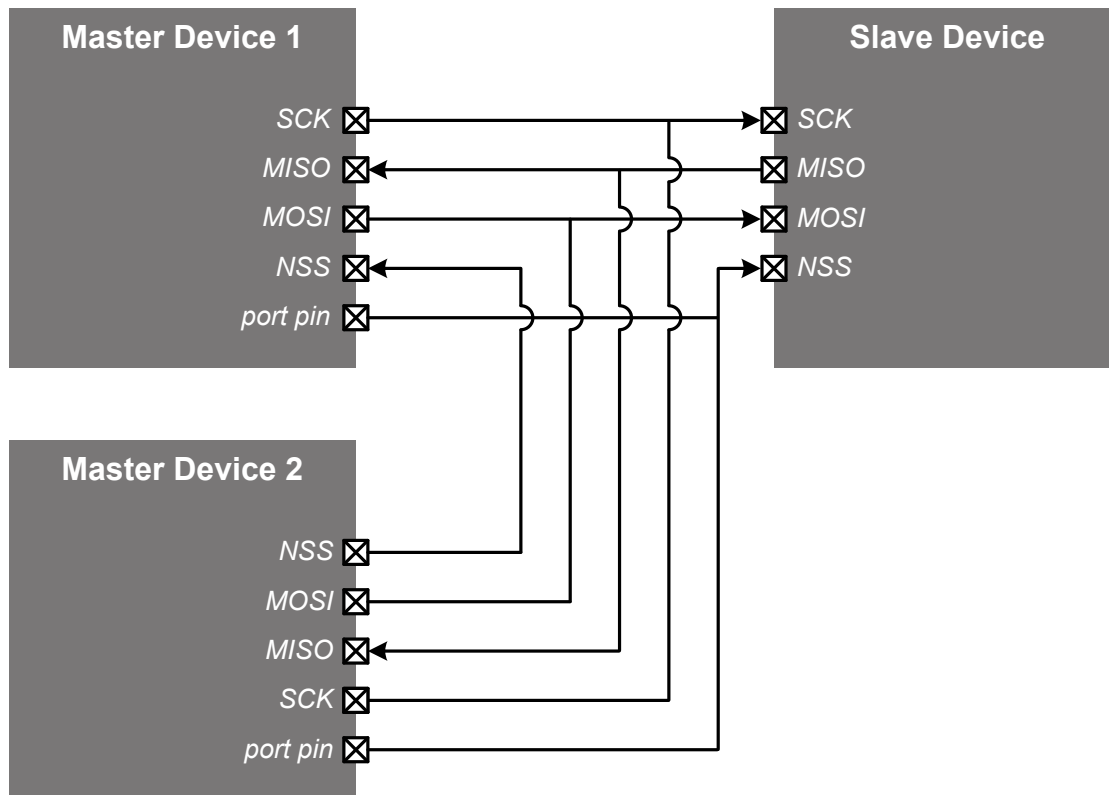 Master Device 1
SCK
MISO
MOSI
NSS
port pin
Slave Device
SCK
MISO
MOSI
NSS
Master Device 2
NSS
MOSI
MISO
SCK
port pin